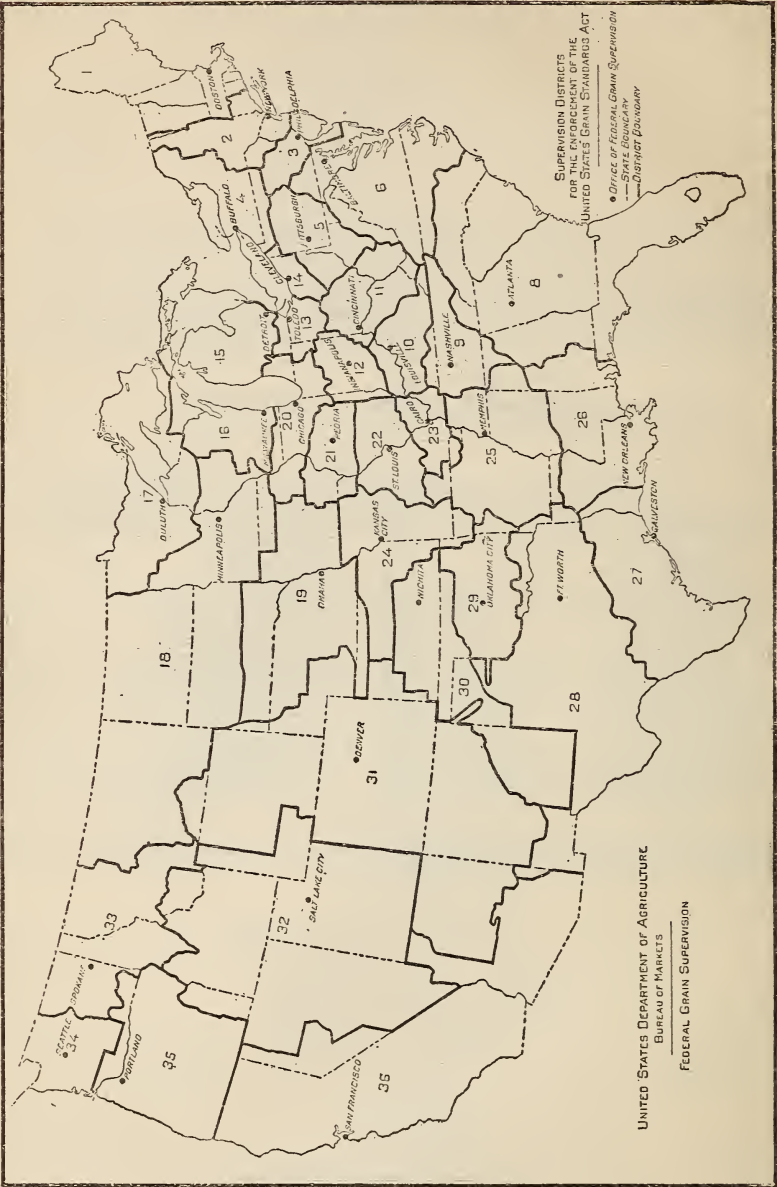 SUPERVISION DISTRICTS
FOR THE ENFORCEMENT OF THE
UNITED STATES GRAIN STANDARDS ACT
OFFICE OF FEDERAL GRAIN SUPERVISION
STATE BOUNDARY
DISTRICT BOUNDARY
1
BOSTON
2
NEW YORK
3
PHILADELPHIA
BUFFALO
4
PITTSBURGH
5
BALTIMORE
6
CLEVELAND
14
8
ATLANTA
CINCINNATI
11
DETROIT
TOLEDO
13
15
INDIANAPOLIS
12
LOUISVILLE
10
NASHVILLE
9
16
MILWAUKEE
20
CHICAGO
21
PEORIA
22
ST. LOUIS
CAIRO
23
MEMPHIS
25
26
NEW ORLEANS
17
DULUTH
MINNEAPOLIS
KANSAS
CITY
24
19
OMAHA
WICHITA
29
OKLAHOMA CITY
FT. WORTH
GALVESTON
27
18
30
28
DENVER
31
SALT LAKE CITY
32
33
SPOKANE
SEATTLE
34
PORTLAND
35
SAN FRANCISCO
36
UNITED STATES DEPARTMENT OF AGRICULTURE
BUREAU OF MARKETS
FEDERAL GRAIN SUPERVISION